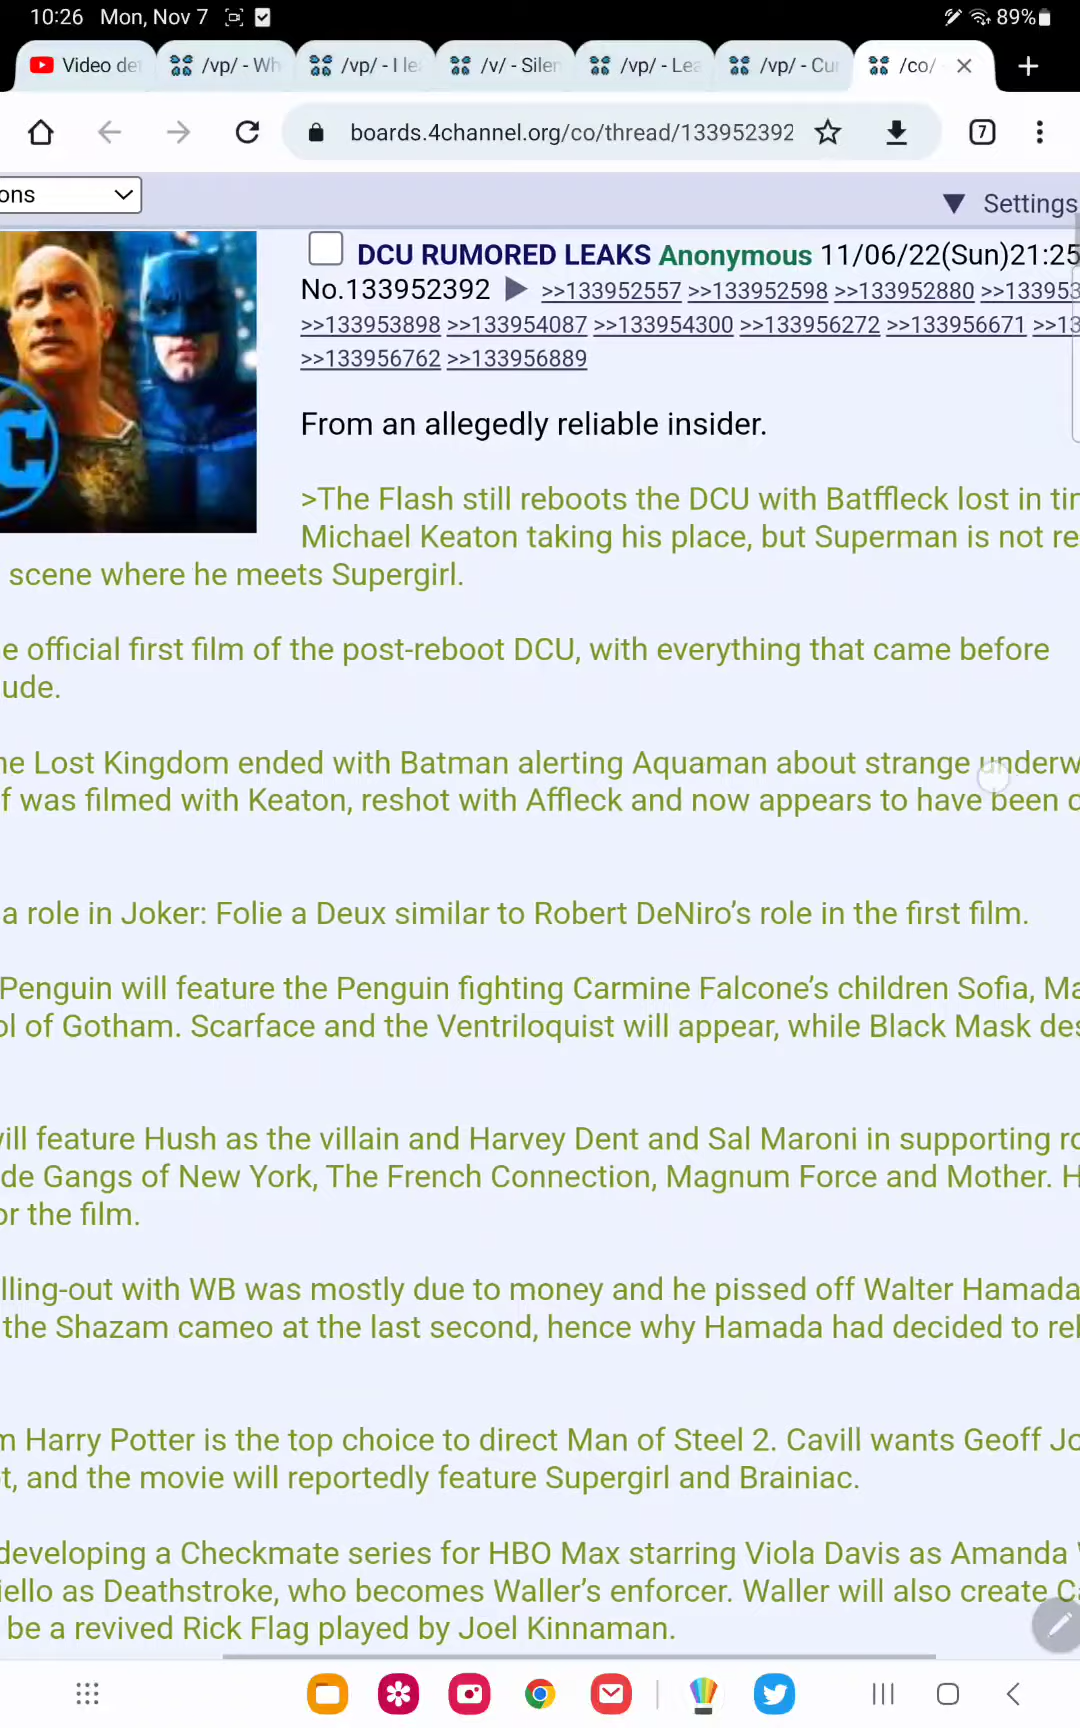 10:26 Mon, Nov 7 89%
Video de /vp/ - Wh /vp/ - I le /v/ - Silen /vp/ - Lea /vp/ - Cur /co/ -
boards.4channel.org/co/thread/133952392 7
ons Settings
DCU RUMORED LEAKS Anonymous 11/06/22(Sun)21:25
No.133952392 >>133952557 >>133952598 >>133952880 >>133953
>>133953898 >>133954087 >>133954300 >>133956272 >>133956671 >>13
>>133956762 >>133956889
From an allegedly reliable insider.
>The Flash still reboots the DCU with Batffleck lost in tir
Michael Keaton taking his place, but Superman is not re
scene where he meets Supergirl.
e official first film of the post-reboot DCU, with everything that came before
ude.
ne Lost Kingdom ended with Batman alerting Aquaman about strange underw
f was filmed with Keaton, reshot with Affleck and now appears to have been c
a role in Joker: Folie a Deux similar to Robert DeNiro's role in the first film.
Penguin will feature the Penguin fighting Carmine Falcone's children Sofia, Ma
ol of Gotham. Scarface and the Ventriloquist will appear, while Black Mask des
will feature Hush as the villain and Harvey Dent and Sal Maroni in supporting ro
de Gangs of New York, The French Connection, Magnum Force and Mother. H
or the film.
lling-out with WB was mostly due to money and he pissed off Walter Hamada
the Shazam cameo at the last second, hence why Hamada had decided to rel
m Harry Potter is the top choice to direct Man of Steel 2. Cavill wants Geoff Jo
t, and the movie will reportedly feature Supergirl and Brainiac.
developing a Checkmate series for HBO Max starring Viola Davis as Amanda
iello as Deathstroke, who becomes Waller's enforcer. Waller will also create C
be a revived Rick Flag played by Joel Kinnaman.